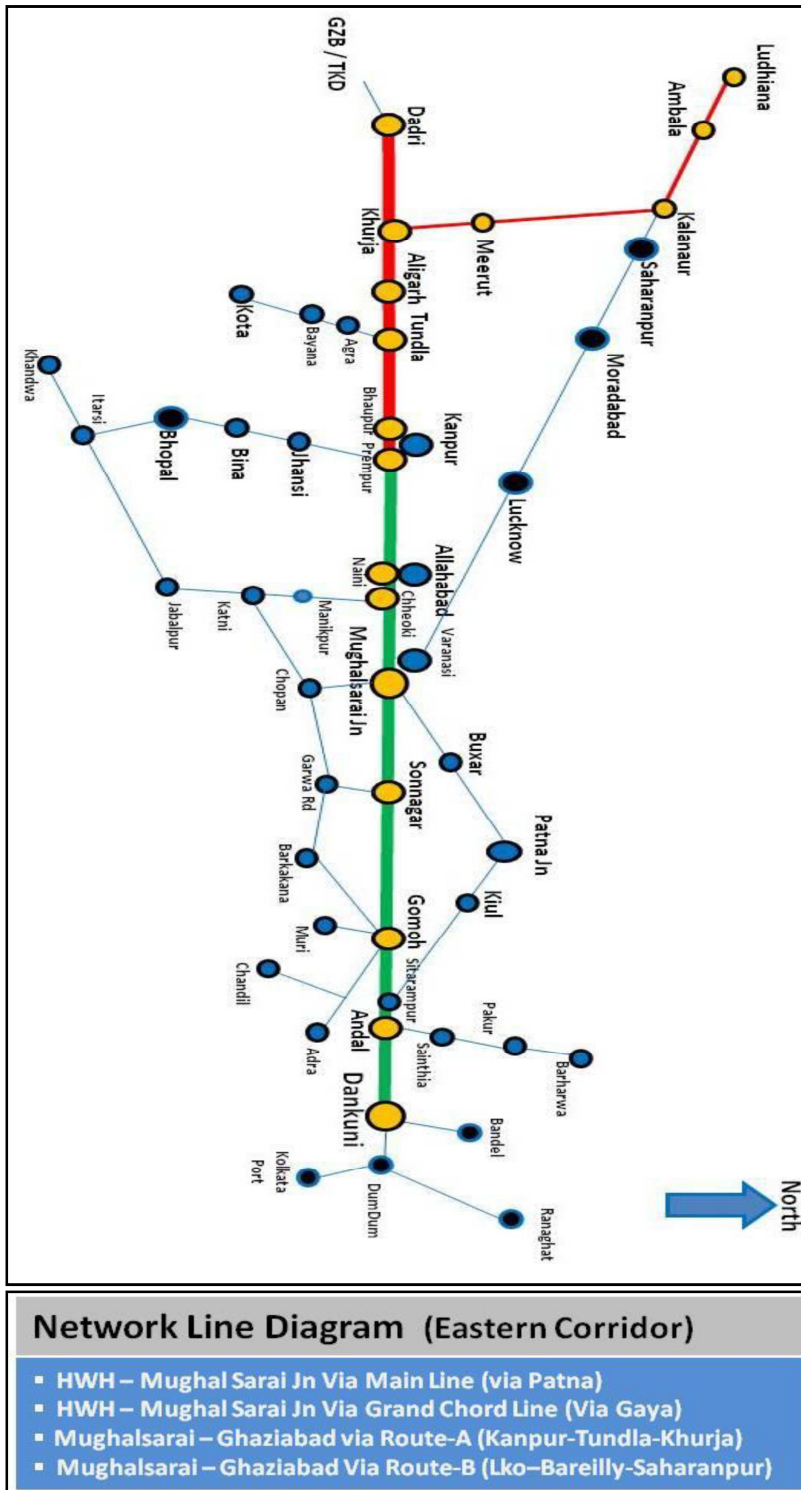 Ludhiana
Ambala
Kalanaur
Saharanpur
Moradabad
Lucknow
Varanasi
Meerut
GZB / TKD
Dadri
Khurja
Aligarh
Tundla
Agra
Bayana
Kota
Bhaupur
Kanpur
Prempur
Jhansi
Bina
Bhopal
Itarsi
Khandwa
Allahabad
Naini
Chheoki
Manikpur
Katni
Jabalpur
Mughalsarai Jn
Chopan
Buxar
Patna Jn
Kiul
Sitarampur
Sonnagar
Garwa Rd
Barkakana
Gomoh
Muri
Chandil
Adra
Andal
Sainthia
Pakur
Barharwa
Dankuni
Bandel
DumDum
Kolkata
Port
Ranaghat
North
Network Line Diagram (Eastern Corridor)
▪ HWH – Mughal Sarai Jn Via Main Line (via Patna)
▪ HWH – Mughal Sarai Jn Via Grand Chord Line (Via Gaya)
▪ Mughalsarai – Ghaziabad via Route-A (Kanpur-Tundla-Khurja)
▪ Mughalsarai – Ghaziabad Via Route-B (Lko–Bareilly-Saharanpur)